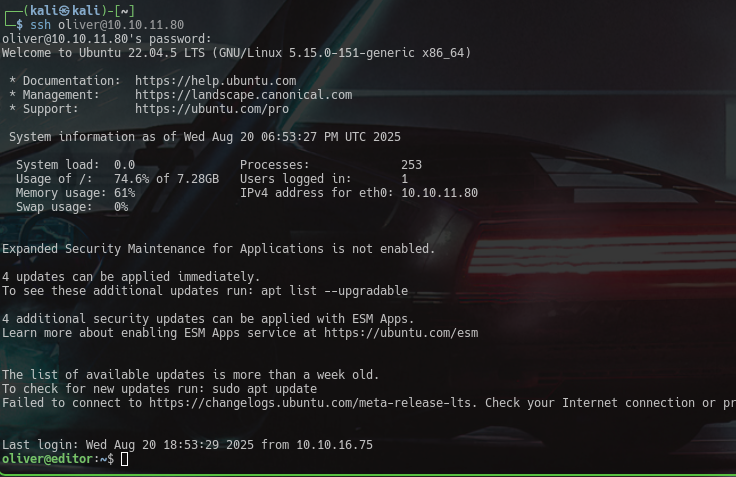 ┌──(kali㉿kali)-[~]
└─$ ssh oliver@10.10.11.80
oliver@10.10.11.80's password:
Welcome to Ubuntu 22.04.5 LTS (GNU/Linux 5.15.0-151-generic x86_64)

 * Documentation:  https://help.ubuntu.com
 * Management:     https://landscape.canonical.com
 * Support:        https://ubuntu.com/pro

 System information as of Wed Aug 20 06:53:27 PM UTC 2025

  System load:  0.0               Processes:             253
  Usage of /:   74.6% of 7.28GB   Users logged in:       1
  Memory usage: 61%               IPv4 address for eth0: 10.10.11.80
  Swap usage:   0%

Expanded Security Maintenance for Applications is not enabled.

4 updates can be applied immediately.
To see these additional updates run: apt list --upgradable

4 additional security updates can be applied with ESM Apps.
Learn more about enabling ESM Apps service at https://ubuntu.com/esm

The list of available updates is more than a week old.
To check for new updates run: sudo apt update
Failed to connect to https://changelogs.ubuntu.com/meta-release-lts. Check your Internet connection or pr

Last login: Wed Aug 20 18:53:29 2025 from 10.10.16.75
oliver@editor:~$